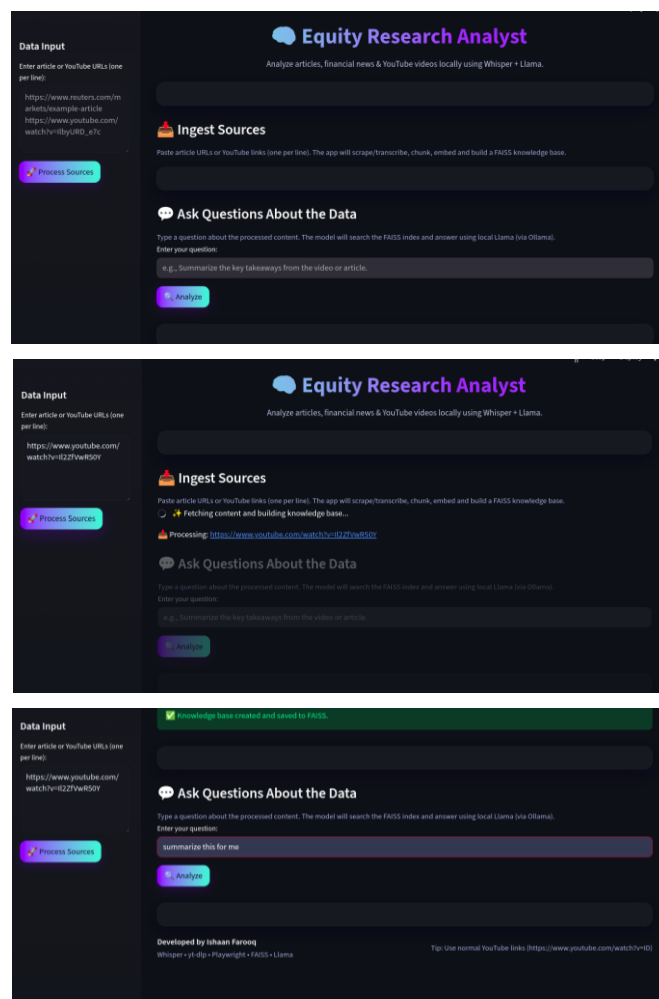 Data Input
Enter article or YouTube URLs (one
per line):
https://www.reuters.com/m
arkets/example-article
https://www.youtube.com/
watch?v=IlbyURD_e7c
🚀 Process Sources
🧠 Equity Research Analyst
Analyze articles, financial news & YouTube videos locally using Whisper + Llama.
📥 Ingest Sources
Paste article URLs or YouTube links (one per line). The app will scrape/transcribe, chunk, embed and build a FAISS knowledge base.
💬 Ask Questions About the Data
Type a question about the processed content. The model will search the FAISS index and answer using local Llama (via Ollama).
Enter your question:
e.g., Summarize the key takeaways from the video or article.
🔍 Analyze
Data Input
Enter article or YouTube URLs (one
per line):
https://www.youtube.com/
watch?v=Il2ZfVwR50Y
🚀 Process Sources
🧠 Equity Research Analyst
Analyze articles, financial news & YouTube videos locally using Whisper + Llama.
📥 Ingest Sources
Paste article URLs or YouTube links (one per line). The app will scrape/transcribe, chunk, embed and build a FAISS knowledge base.
✨ Fetching content and building knowledge base...
📥 Processing: https://www.youtube.com/watch?v=Il2ZfVwR50Y
💬 Ask Questions About the Data
Type a question about the processed content. The model will search the FAISS index and answer using local Llama (via Ollama).
Enter your question:
e.g., Summarize the key takeaways from the video or article.
🔍 Analyze
Data Input
Enter article or YouTube URLs (one
per line):
https://www.youtube.com/
watch?v=Il2ZfVwR50Y
🚀 Process Sources
✅ Knowledge base created and saved to FAISS.
💬 Ask Questions About the Data
Type a question about the processed content. The model will search the FAISS index and answer using local Llama (via Ollama).
Enter your question:
summarize this for me
🔍 Analyze
Developed by Ishaan Farooq
Whisper • yt-dlp • Playwright • FAISS • Llama
Tip: Use normal YouTube links (https://www.youtube.com/watch?v=ID)